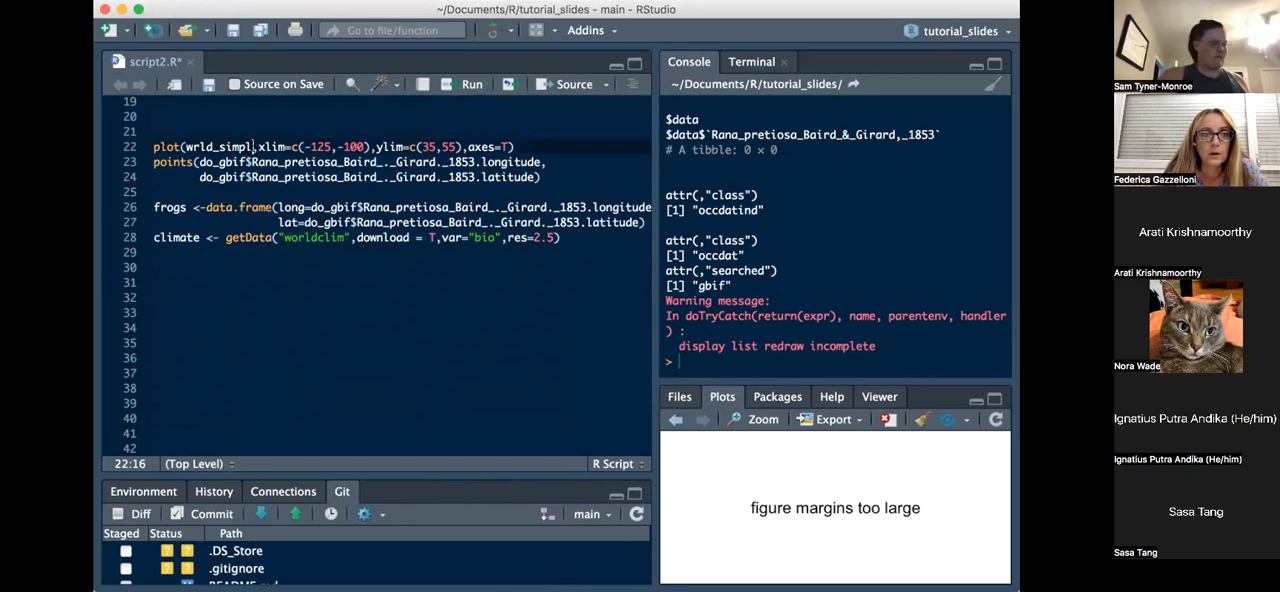 ~/Documents/R/tutorial_slides - main - RStudio
Go to file/function
Addins
tutorial_slides
script2.R*
Source on Save
Run
Source
19
20
21
22 plot(wrld_simpl,xlim=c(-125,-100),ylim=c(35,55),axes=T)
23 points(do_gbif$Rana_pretiosa_Baird_._Girard._1853.longitude,
24 do_gbif$Rana_pretiosa_Baird_._Girard._1853.latitude)
25
26 frogs <-data.frame(long=do_gbif$Rana_pretiosa_Baird_._Girard._1853.longitude
27 lat=do_gbif$Rana_pretiosa_Baird_._Girard._1853.latitude)
28 climate <- getData("worldclim",download = T,var="bio",res=2.5)
29
30
31
32
33
34
35
36
37
38
39
40
41
42
22:16 (Top Level) R Script
Environment History Connections Git
Diff Commit main
Staged Status Path
.DS_Store
.gitignore
README.md
Console Terminal
~/Documents/R/tutorial_slides/
$data
$data$`Rana_pretiosa_Baird_&_Girard,_1853`
# A tibble: 0 × 0
attr(,"class")
[1] "occdatind"
attr(,"class")
[1] "occdat"
attr(,"searched")
[1] "gbif"
Warning message:
In doTryCatch(return(expr), name, parentenv, handler
) :
display list redraw incomplete
>
Files Plots Packages Help Viewer
Zoom Export
figure margins too large
Sam Tyner-Monroe
Federica Gazzelloni
Arati Krishnamoorthy
Arati Krishnamoorthy
Nora Wade
Ignatius Putra Andika (He/him)
Ignatius Putra Andika (He/him)
Sasa Tang
Sasa Tang